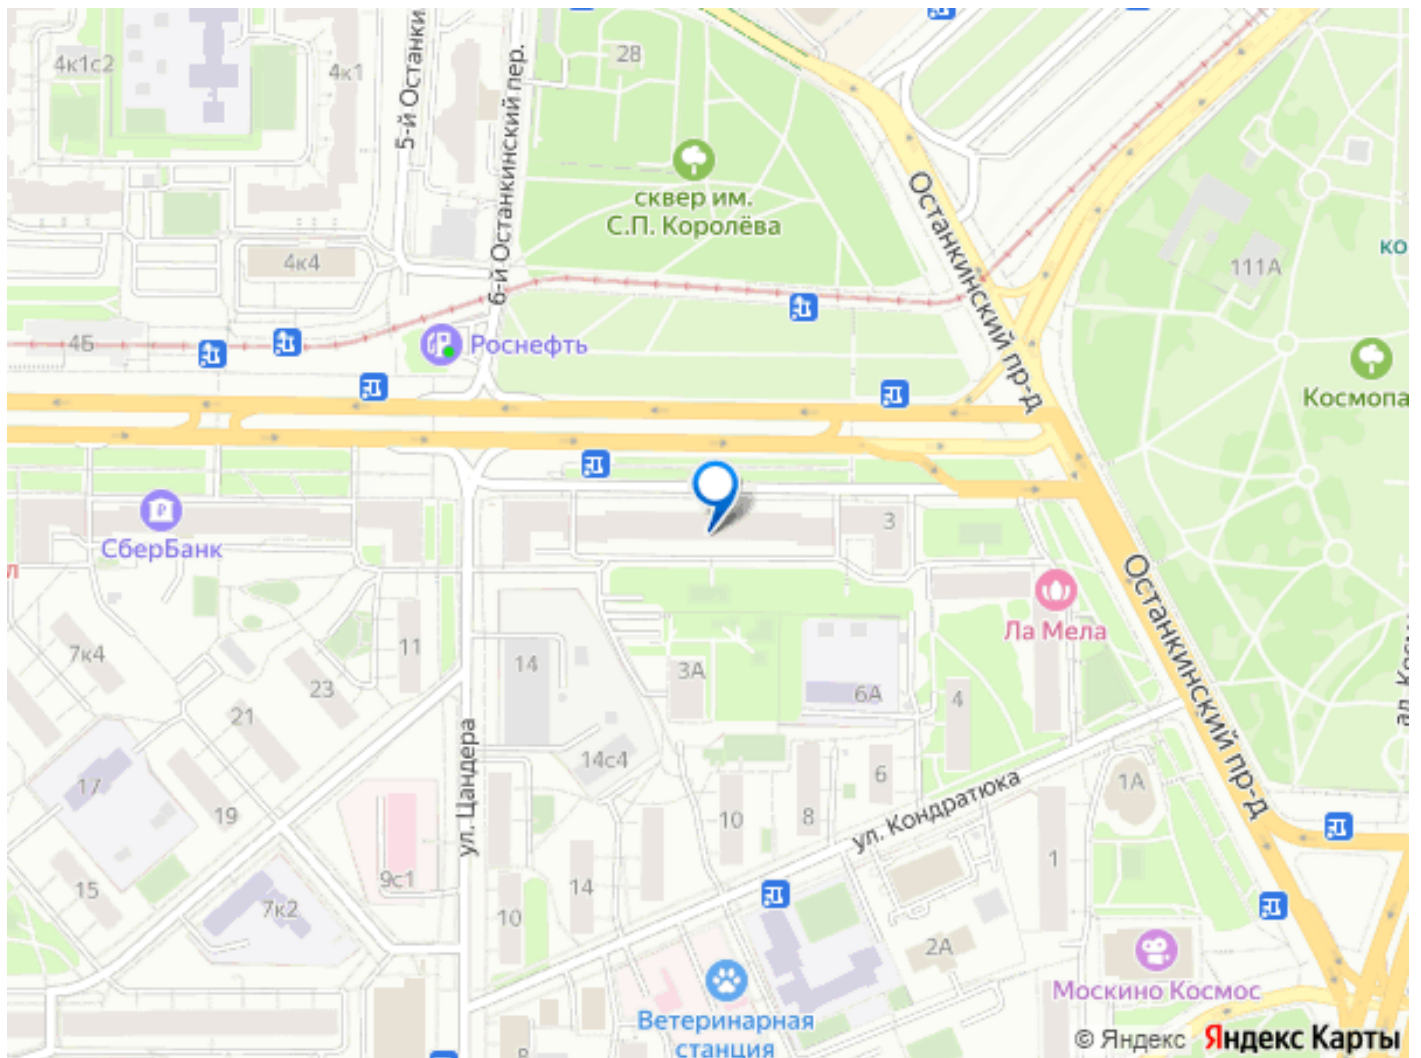 4к1с2
4к1
5-й Останки
6-й Останкинский пер.
28
сквер им.
С.П. Королёва
Останкинский пр-д
111А
ко
4к4
4Б
Роснефть
Космопа
СберБанк
л
3
Останкинский пр-д
Ла Мела
7к4
11
23
21
14
3А
6А
4
ул. Цандера
14с4
17
19
10
8
6
ул. Кондратюка
1А
1
15
9с1
7к2
14
10
2А
Москино Космос
Ветеринарная
станция
8
© Яндекс Яндекс Карты